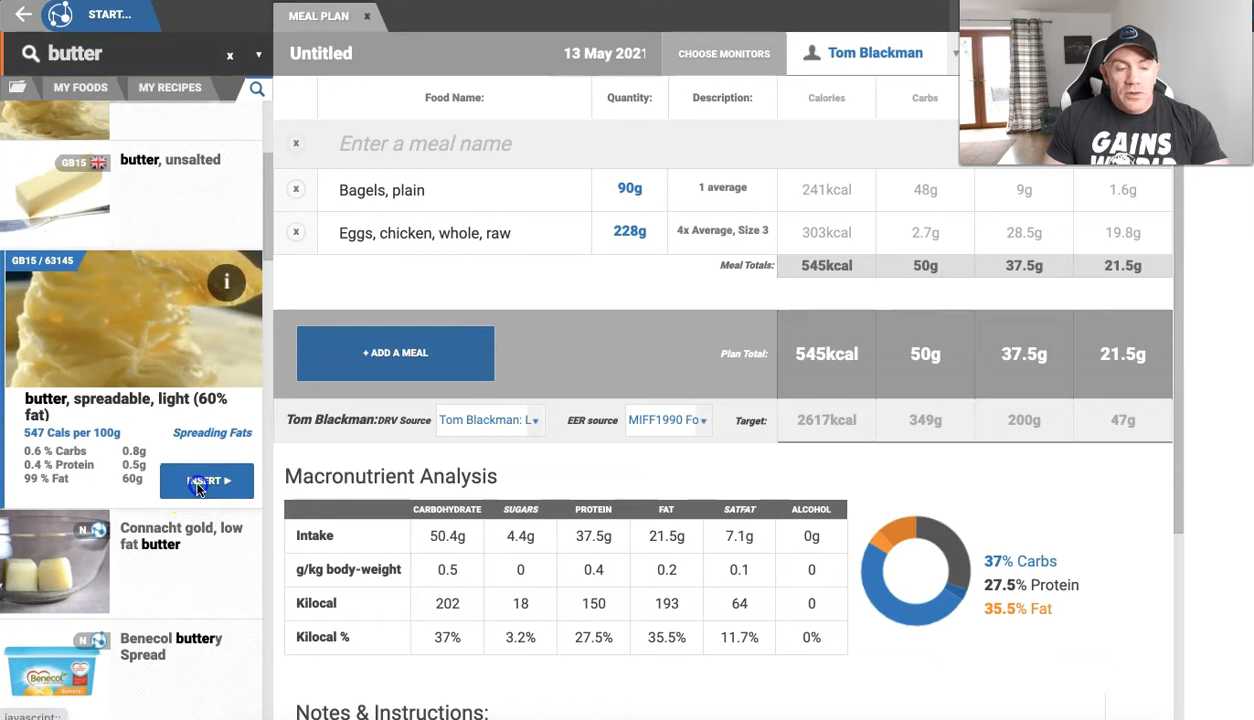 START...
MEAL PLAN x
butter x
Untitled 13 May 2021 CHOOSE MONITORS Tom Blackman
MY FOODS MY RECIPES
Food Name: Quantity: Description: Calories Carbs
GB15 butter, unsalted
x Enter a meal name
x Bagels, plain 90g 1 average 241kcal 48g 9g 1.6g
x Eggs, chicken, whole, raw 228g 4x Average, Size 3 303kcal 2.7g 28.5g 19.8g
Meal Totals: 545kcal 50g 37.5g 21.5g
GB15 / 63145
i
+ ADD A MEAL Plan Total: 545kcal 50g 37.5g 21.5g
butter, spreadable, light (60%
fat)
547 Cals per 100g Spreading Fats
0.6 % Carbs 0.8g
0.4 % Protein 0.5g
99 % Fat 60g
INSERT
Tom Blackman: DRV Source Tom Blackman: L EER source MIFF1990 Fo Target: 2617kcal 349g 200g 47g
Macronutrient Analysis
CARBOHYDRATE SUGARS PROTEIN FAT SATFAT ALCOHOL
Intake 50.4g 4.4g 37.5g 21.5g 7.1g 0g
g/kg body-weight 0.5 0 0.4 0.2 0.1 0
Kilocal 202 18 150 193 64 0
Kilocal % 37% 3.2% 27.5% 35.5% 11.7% 0%
37% Carbs
27.5% Protein
35.5% Fat
N Connacht gold, low
fat butter
N Benecol buttery
Spread
Benecol
Notes & Instructions:
javascript:;
GAINS